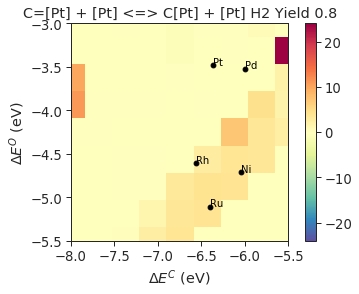 C=[Pt] + [Pt] <=> C[Pt] + [Pt] H2 Yield 0.8
−3.0
−3.5
−4.0
−4.5
−5.0
−5.5
ΔE^O (eV)
Pt
Pd
Rh
Ni
Ru
−8.0 −7.5 −7.0 −6.5 −6.0 −5.5
ΔE^C (eV)
20
10
0
−10
−20